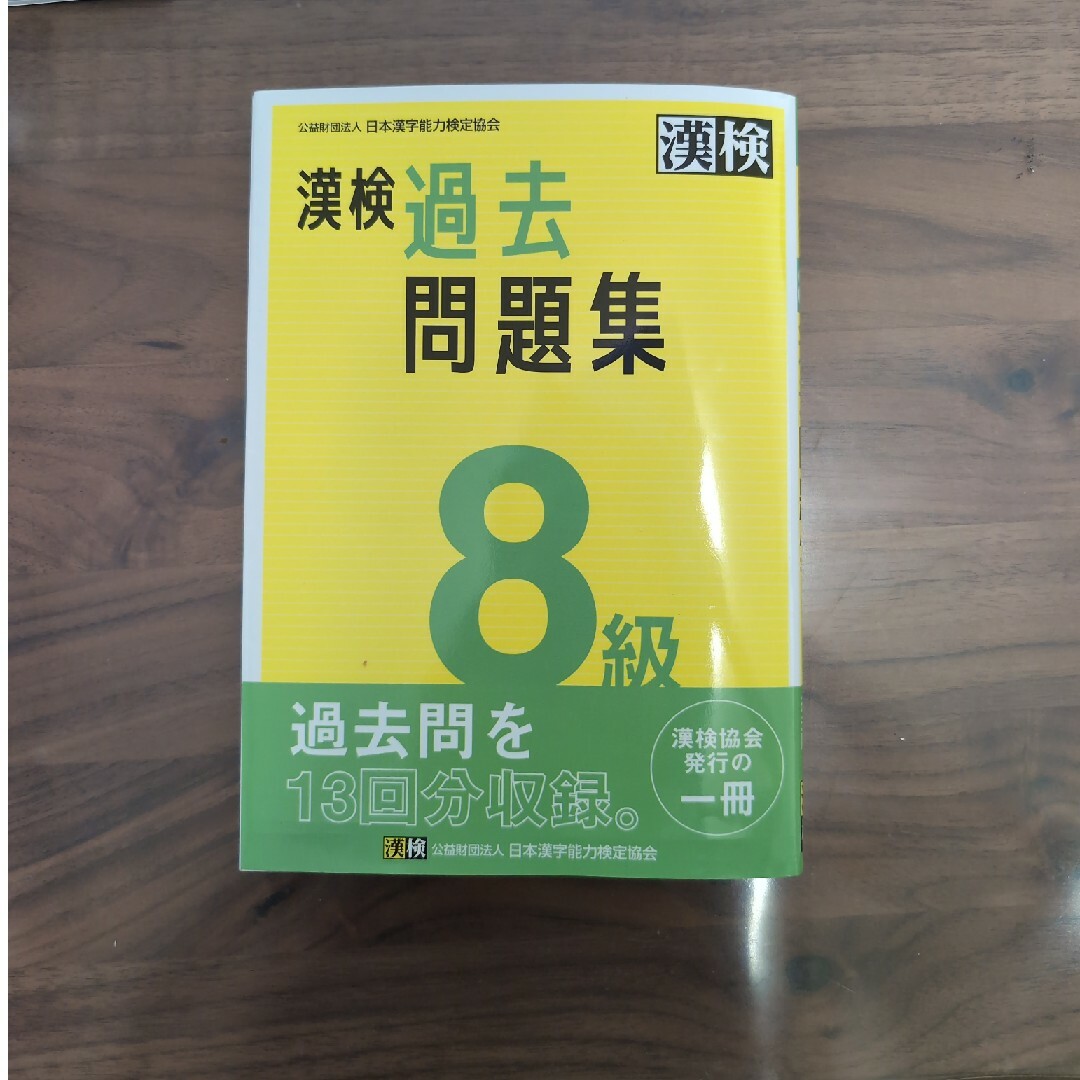 公益財団法人 日本漢字能力検定協会
漢検
漢検 過去
問題集
8級
過去問を
13回分収録。
漢検協会
発行の
一冊
漢検 公益財団法人 日本漢字能力検定協会